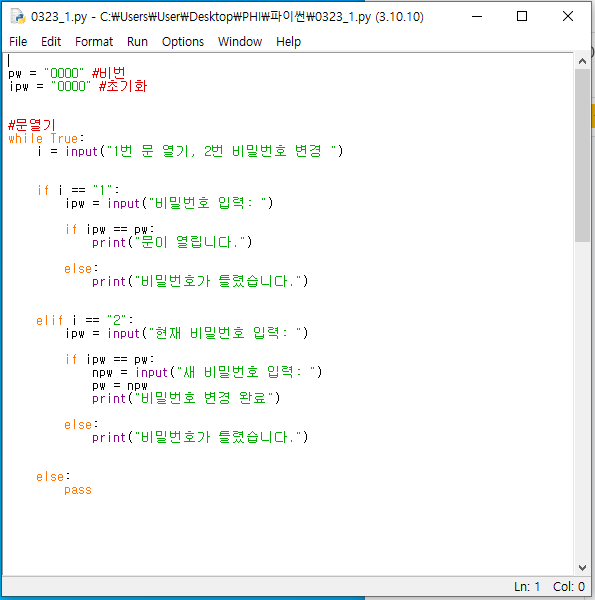 0323_1.py - C:₩Users₩User₩Desktop₩PHI₩파이썬₩0323_1.py (3.10.10)
File Edit Format Run Options Window Help
pw = "0000" #비번
ipw = "0000" #초기화
#문열기
while True:
i = input("1번 문 열기, 2번 비밀번호 변경 ")
if i == "1":
ipw = input("비밀번호 입력: ")
if ipw == pw:
print("문이 열립니다.")
else:
print("비밀번호가 틀렸습니다.")
elif i == "2":
ipw = input("현재 비밀번호 입력: ")
if ipw == pw:
npw = input("새 비밀번호 입력: ")
pw = npw
print("비밀번호 변경 완료")
else:
print("비밀번호가 틀렸습니다.")
else:
pass
Ln: 1 Col: 0